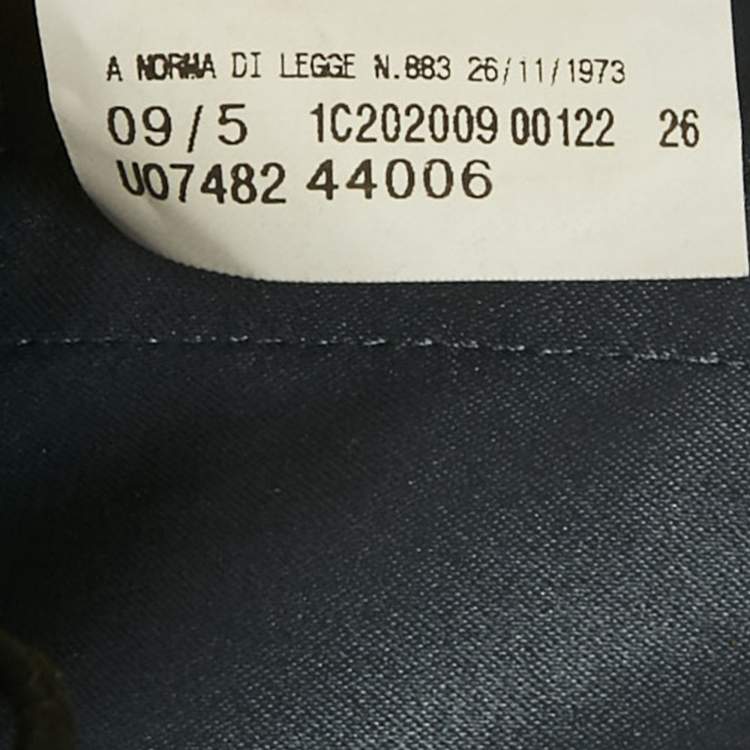 A NORMA DI LEGGE N.883 26/11/1973
09/5 1C202009 00122 26
U07482 44006